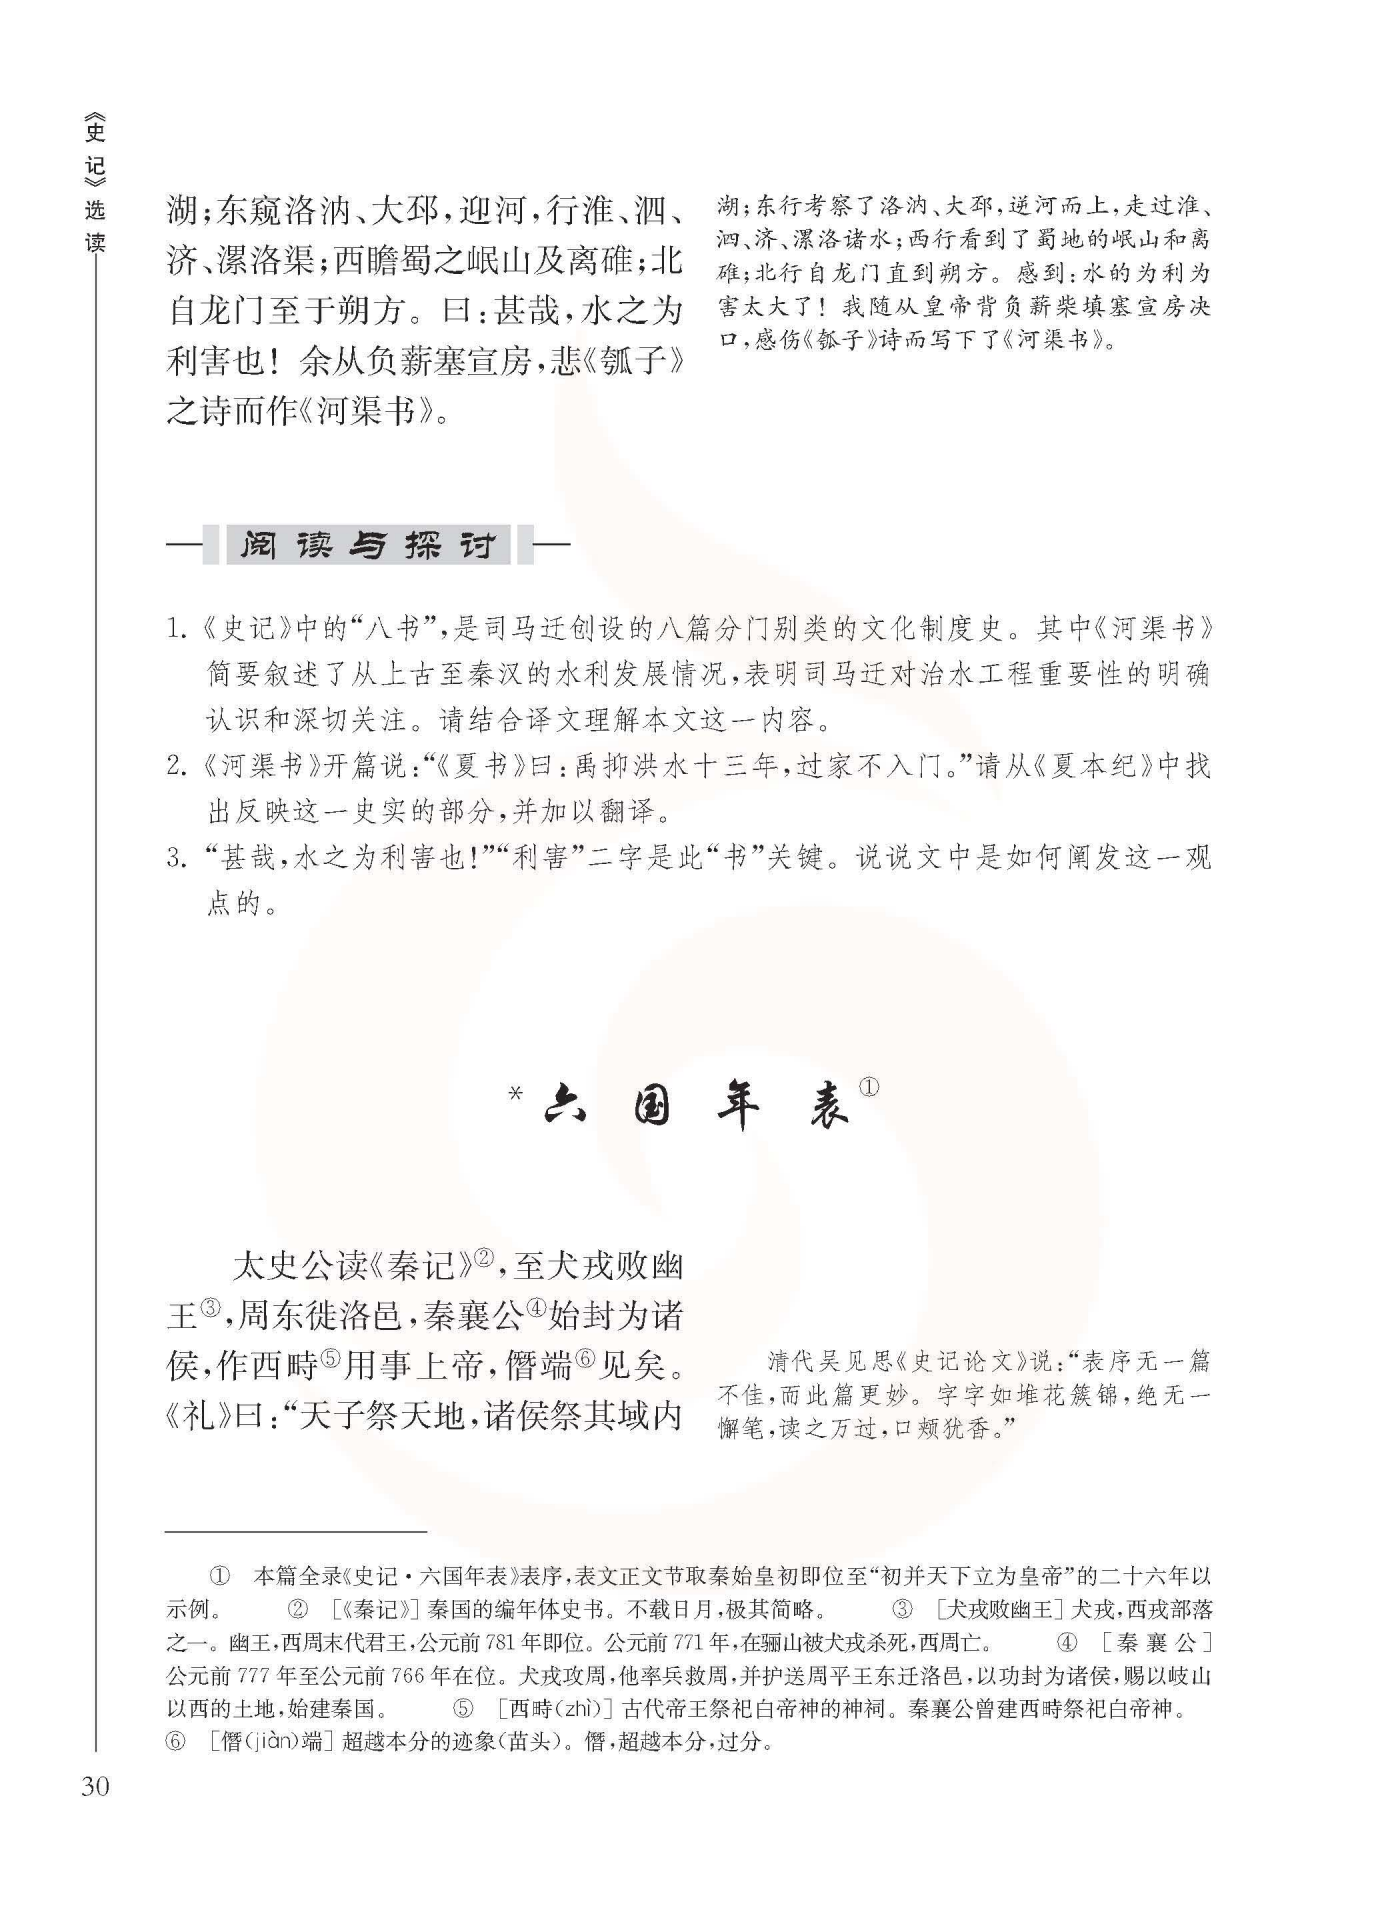 《史记》选读
湖;东窥洛汭、大邳,迎河,行淮、泗、
济、漯洛渠;西瞻蜀之岷山及离碓;北
自龙门至于朔方。曰:甚哉,水之为
利害也! 余从负薪塞宣房,悲《瓠子》
之诗而作《河渠书》。
湖;东行考察了洛汭、大邳,逆河而上,走过淮、
泗、济、漯洛诸水;西行看到了蜀地的岷山和离
碓;北行自龙门直到朔方。感到:水的为利为
害太大了! 我随从皇帝背负薪柴填塞宣房决
口,感伤《瓠子》诗而写下了《河渠书》。
阅读与探讨
1.《史记》中的“八书”,是司马迁创设的八篇分门别类的文化制度史。其中《河渠书》
简要叙述了从上古至秦汉的水利发展情况,表明司马迁对治水工程重要性的明确
认识和深切关注。请结合译文理解本文这一内容。
2.《河渠书》开篇说:“《夏书》曰:禹抑洪水十三年,过家不入门。”请从《夏本纪》中找
出反映这一史实的部分,并加以翻译。
3.“甚哉,水之为利害也!”“利害”二字是此“书”关键。说说文中是如何阐发这一观
点的。
*六国年表①
太史公读《秦记》②,至犬戎败幽
王③,周东徙洛邑,秦襄公④始封为诸
侯,作西畤⑤用事上帝,僭端⑥见矣。
《礼》曰:“天子祭天地,诸侯祭其域内
清代吴见思《史记论文》说:“表序无一篇
不佳,而此篇更妙。字字如堆花簇锦,绝无一
懈笔,读之万过,口颊犹香。”
① 本篇全录《史记·六国年表》表序,表文正文节取秦始皇初即位至“初并天下立为皇帝”的二十六年以
示例。 ② [《秦记》]秦国的编年体史书。不载日月,极其简略。 ③ [犬戎败幽王]犬戎,西戎部落
之一。幽王,西周末代君王,公元前781年即位。公元前771年,在骊山被犬戎杀死,西周亡。 ④ [秦襄公]
公元前777年至公元前766年在位。犬戎攻周,他率兵救周,并护送周平王东迁洛邑,以功封为诸侯,赐以岐山
以西的土地,始建秦国。 ⑤ [西畤(zhì)]古代帝王祭祀白帝神的神祠。秦襄公曾建西畤祭祀白帝神。
⑥ [僭(jiàn)端]超越本分的迹象(苗头)。僭,超越本分,过分。
30